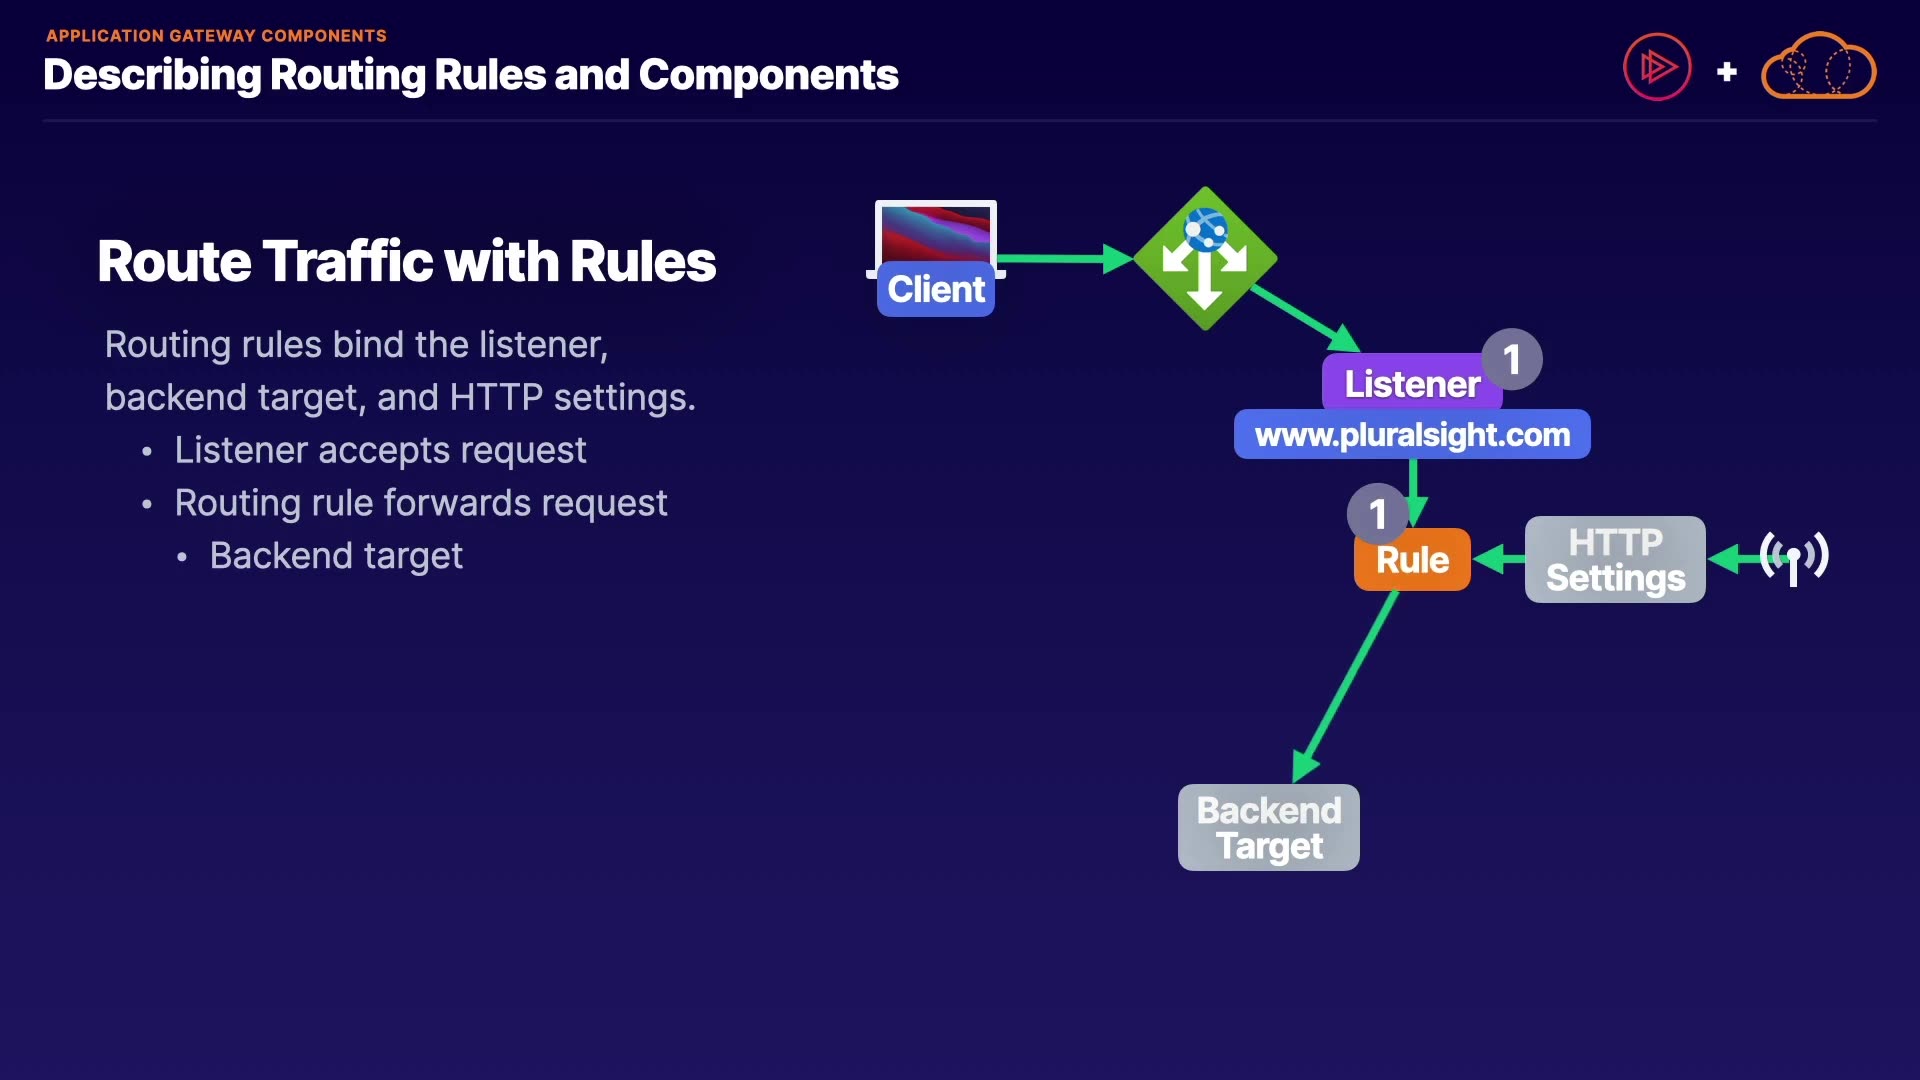 APPLICATION GATEWAY COMPONENTS
Describing Routing Rules and Components
+
Route Traffic with Rules
Routing rules bind the listener,
backend target, and HTTP settings.
• Listener accepts request
• Routing rule forwards request
• Backend target
Client
Listener
1
www.pluralsight.com
1
Rule
HTTP
Settings
Backend
Target